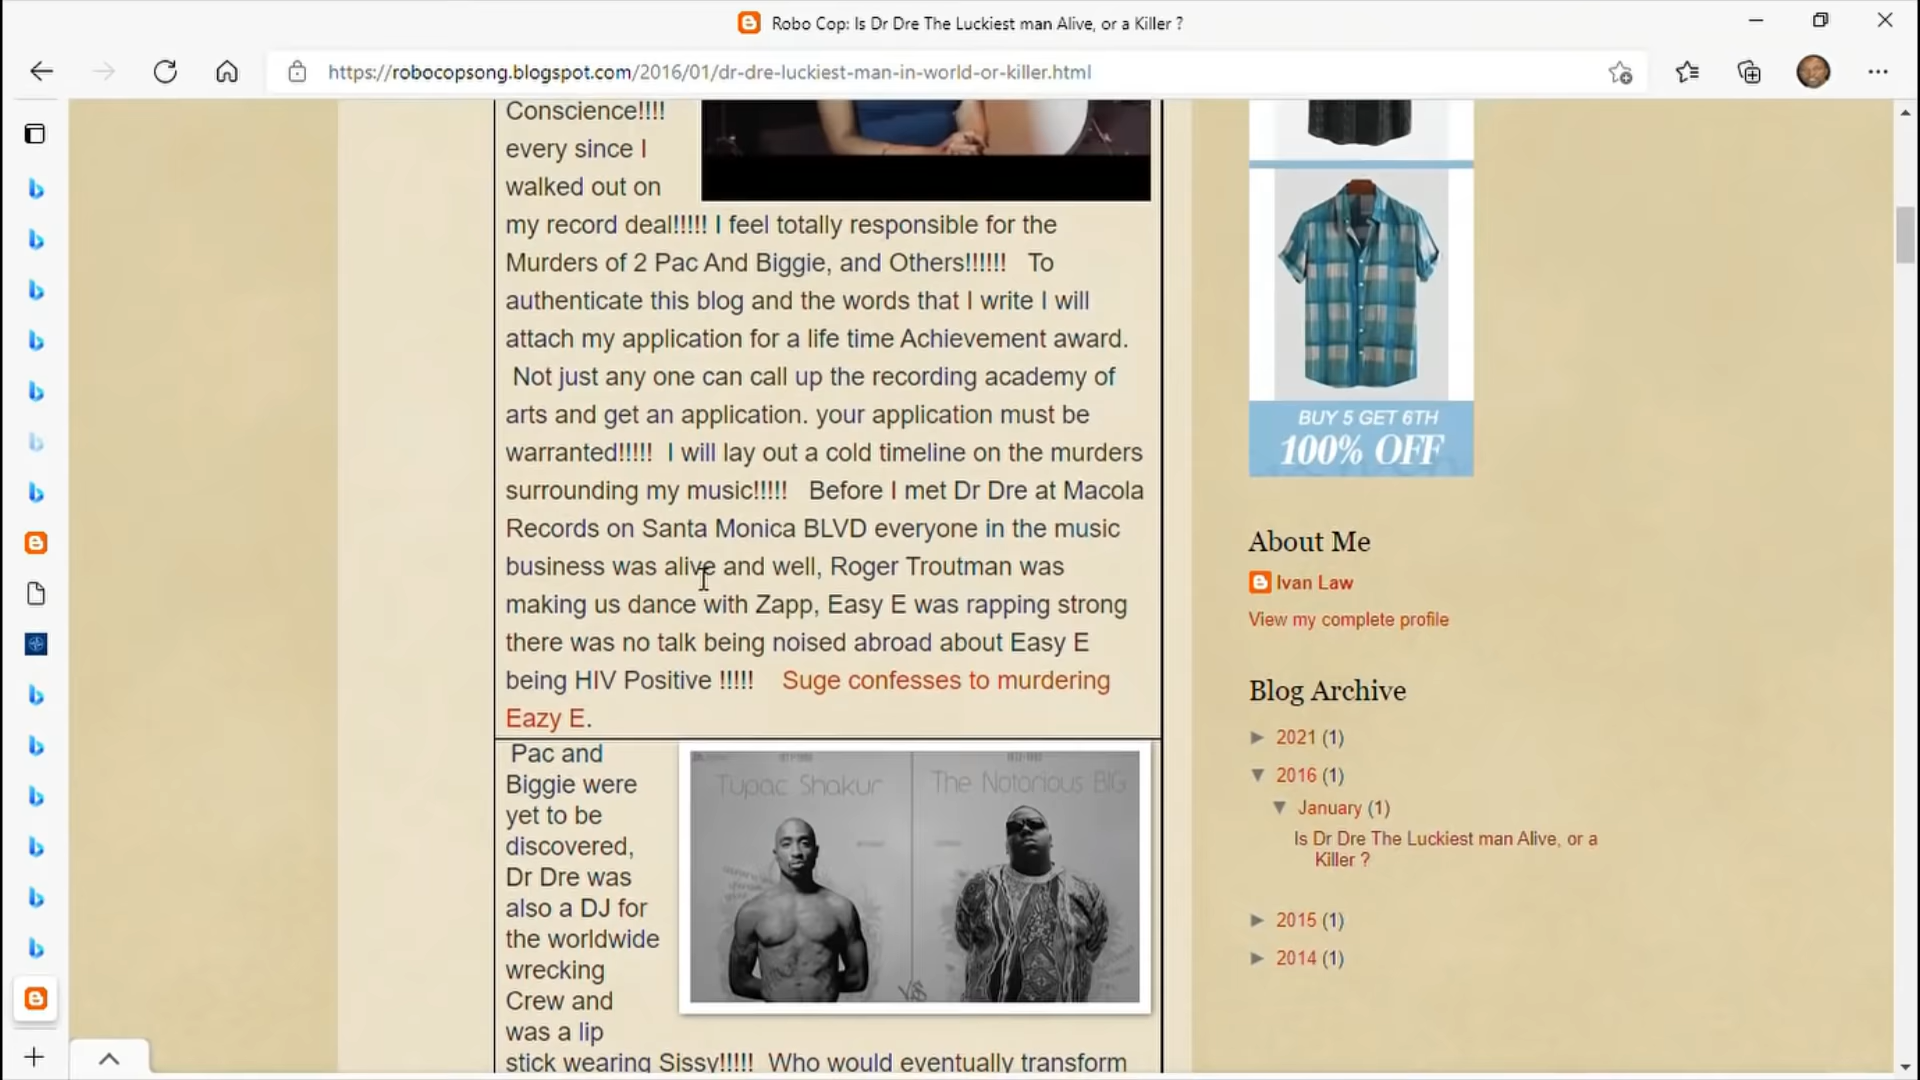 Robo Cop: Is Dr Dre The Luckiest man Alive, or a Killer ?
https://robocopsong.blogspot.com/2016/01/dr-dre-luckiest-man-in-world-or-killer.html
Conscience!!!!
every since I
walked out on
my record deal!!!!! I feel totally responsible for the
Murders of 2 Pac And Biggie, and Others!!!!!! To
authenticate this blog and the words that I write I will
attach my application for a life time Achievement award.
Not just any one can call up the recording academy of
arts and get an application. your application must be
warranted!!!!! I will lay out a cold timeline on the murders
surrounding my music!!!!! Before I met Dr Dre at Macola
Records on Santa Monica BLVD everyone in the music
business was alive and well, Roger Troutman was
making us dance with Zapp, Easy E was rapping strong
there was no talk being noised abroad about Easy E
being HIV Positive !!!!! Suge confesses to murdering
Eazy E.
Pac and
Biggie were
yet to be
discovered,
Dr Dre was
also a DJ for
the worldwide
wrecking
Crew and
was a lip
stick wearing Sissy!!!!! Who would eventually transform
Tupac Shakur
The Notorious BIG
BUY 5 GET 6TH
100% OFF
About Me
Ivan Law
View my complete profile
Blog Archive
► 2021 (1)
▼ 2016 (1)
▼ January (1)
Is Dr Dre The Luckiest man Alive, or a
Killer ?
► 2015 (1)
► 2014 (1)